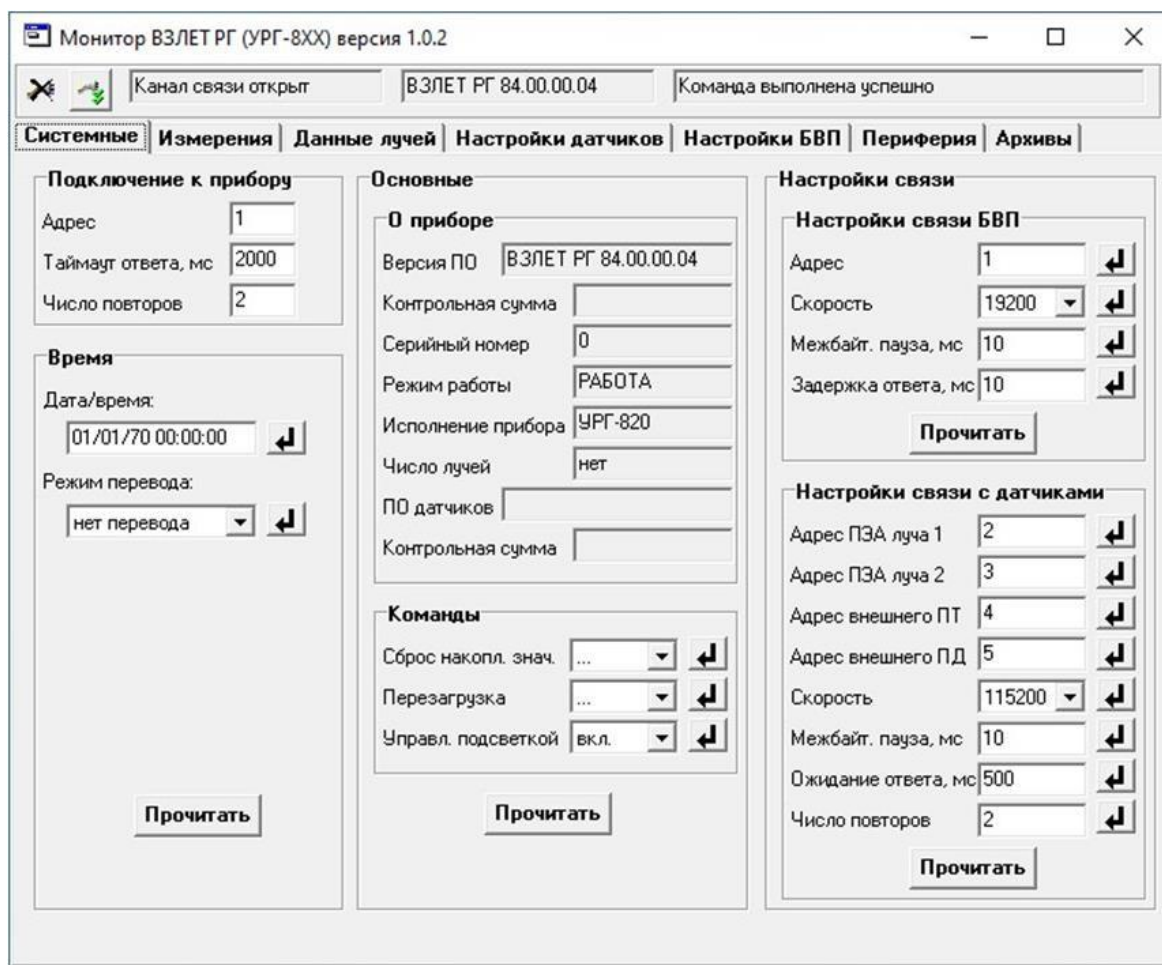 Монитор ВЗЛЕТ РГ (УРГ-8XX) версия 1.0.2
Канал связи открыт
ВЗЛЕТ РГ 84.00.00.04
Команда выполнена успешно
Системные
Измерения
Данные лучей
Настройки датчиков
Настройки БВП
Периферия
Архивы
Подключение к прибору
Адрес 1
Таймаут ответа, мс 2000
Число повторов 2
Время
Дата/время:
01/01/70 00:00:00
Режим перевода:
нет перевода
Прочитать
Основные
О приборе
Версия ПО ВЗЛЕТ РГ 84.00.00.04
Контрольная сумма
Серийный номер 0
Режим работы РАБОТА
Исполнение прибора УРГ-820
Число лучей нет
ПО датчиков
Контрольная сумма
Команды
Сброс накопл. знач. ...
Перезагрузка ...
Управл. подсветкой вкл.
Прочитать
Настройки связи
Настройки связи БВП
Адрес 1
Скорость 19200
Межбайт. пауза, мс 10
Задержка ответа, мс 10
Прочитать
Настройки связи с датчиками
Адрес ПЭА луча 1 2
Адрес ПЭА луча 2 3
Адрес внешнего ПТ 4
Адрес внешнего ПД 5
Скорость 115200
Межбайт. пауза, мс 10
Ожидание ответа, мс 500
Число повторов 2
Прочитать